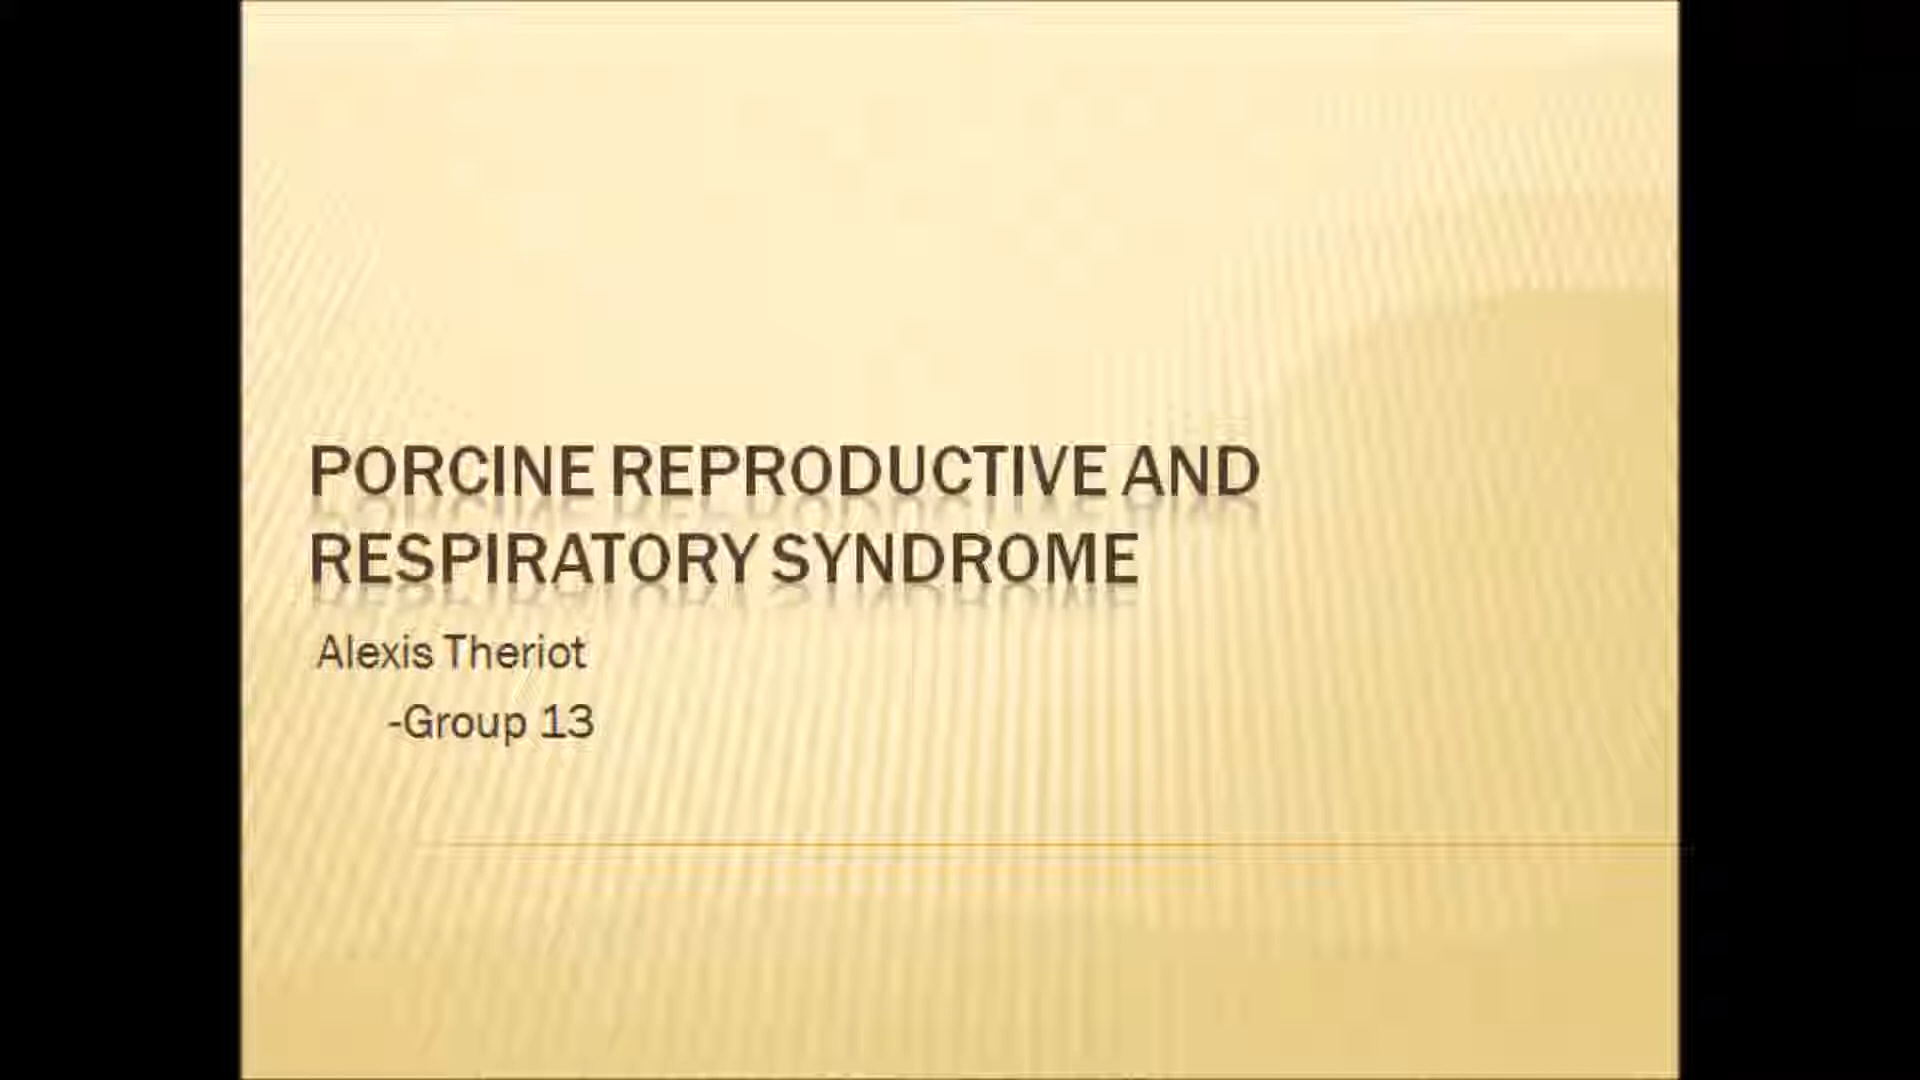 PORCINE REPRODUCTIVE AND
RESPIRATORY SYNDROME
Alexis Theriot
-Group 13